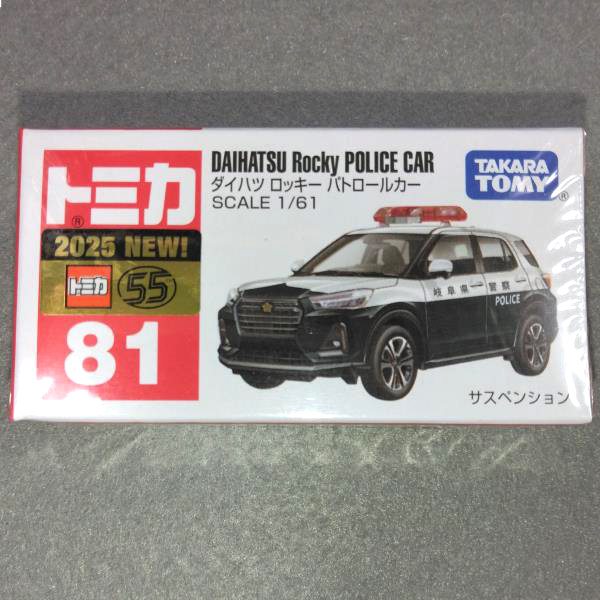 トミカ
®
2025 NEW!
トミカ 55
81
DAIHATSU Rocky POLICE CAR
ダイハツ ロッキー パトロールカー
SCALE 1/61
TAKARA
TOMY
®
岐阜県 警察
POLICE
サスペンション